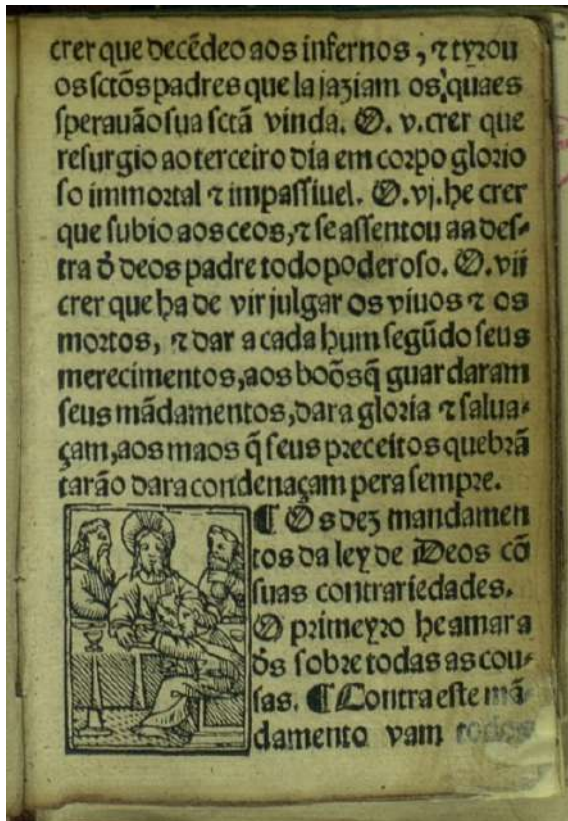 crer que decẽdeo aos infernos, ⁊ tyrou
os sctõs padres que la jaziam os quaes
sperauão sua sctã vinda. O. v. crer que
resurgio ao terceiro dia em corpo glorio
so immortal ⁊ impassiuel. O. vj. he crer
que subio aos ceos, ⁊ se assentou aa des-
tra d̃ deos padre todo poderoso. O. vii
crer que ha de vir julgar os viuos ⁊ os
mortos, ⁊ dar a cada hum segũdo seus
merecimentos, aos boõs q̃ guardaram
seus mãdamentos, dara gloria ⁊ salua-
çam, aos maos q̃ seus preceitos quebrã
tarão dara condenaçam pera sempre.
¶ Os dez mandamen
tos da ley de Deos cõ
suas contrariedades.
O primeyro he amar a
d̃s sobre todas as cou-
sas. ¶ Contra este mã-
damento vam todos